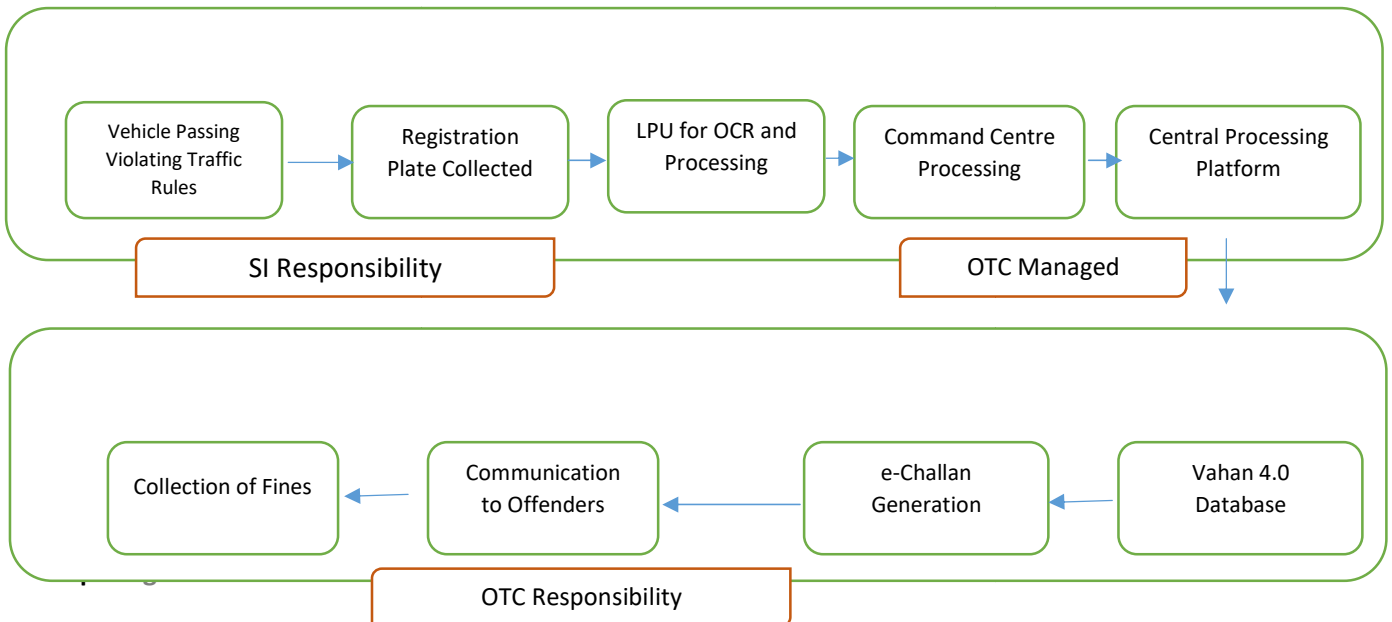 Vehicle Passing
Violating Traffic
Rules
Registration
Plate Collected
LPU for OCR and
Processing
Command Centre
Processing
Central Processing
Platform
SI Responsibility
OTC Managed
Collection of Fines
Communication
to Offenders
e-Challan
Generation
Vahan 4.0
Database
OTC Responsibility